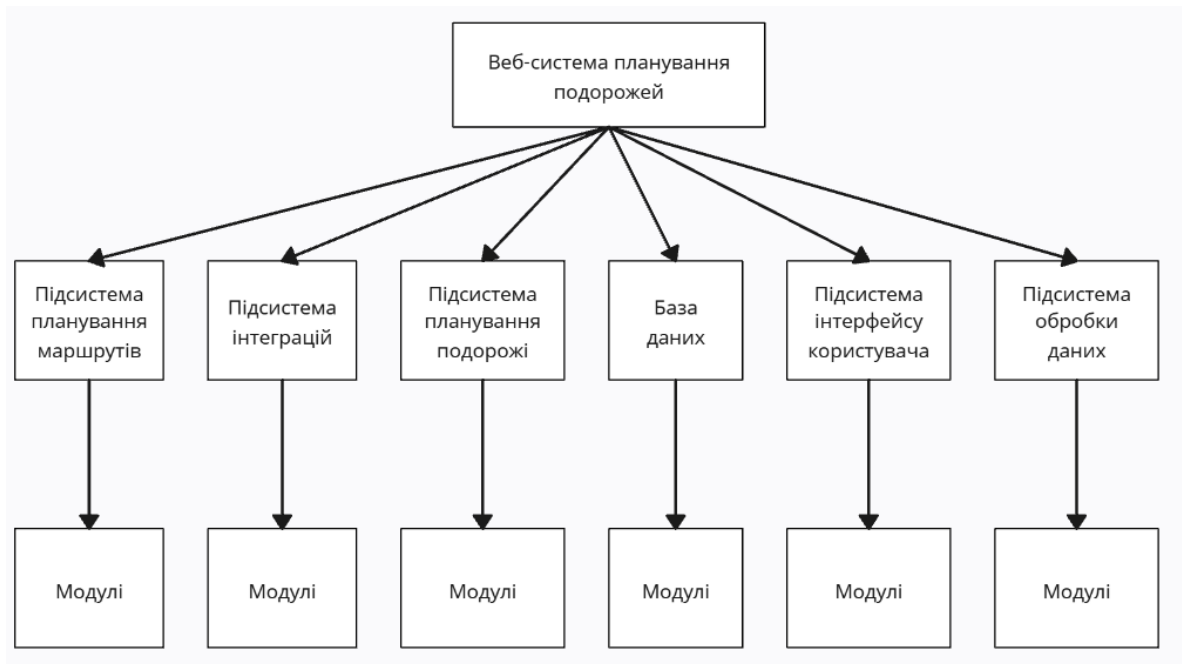 Веб-система планування
подорожей
Підсистема
планування
маршрутів
Підсистема
інтеграцій
Підсистема
планування
подорожі
База
даних
Підсистема
інтерфейсу
користувача
Підсистема
обробки
даних
Модулі
Модулі
Модулі
Модулі
Модулі
Модулі